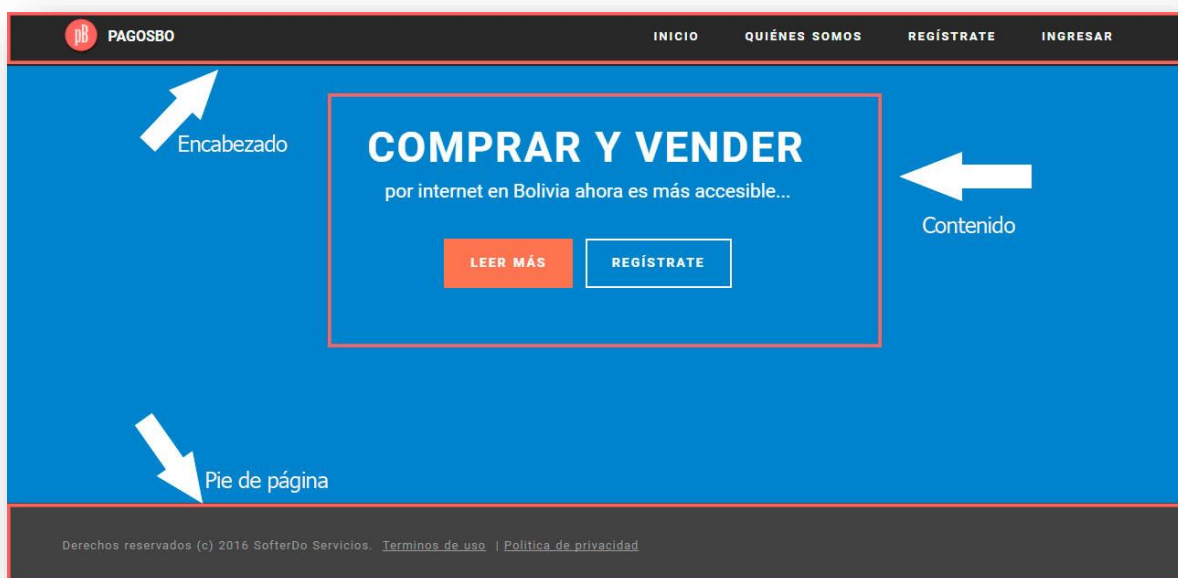 pB PAGOSBO INICIO QUIÉNES SOMOS REGÍSTRATE INGRESAR
Encabezado
COMPRAR Y VENDER
por internet en Bolivia ahora es más accesible...
Contenido
LEER MÁS REGÍSTRATE
Pie de página
Derechos reservados (c) 2016 SofterDo Servicios. Terminos de uso | Politica de privacidad